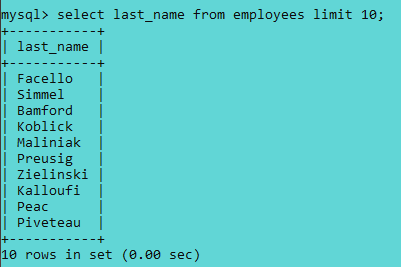 mysql> select last_name from employees limit 10;
+-----------+
| last_name |
+-----------+
| Facello   |
| Simmel    |
| Bamford   |
| Koblick   |
| Maliniak  |
| Preusig   |
| Zielinski |
| Kalloufi  |
| Peac      |
| Piveteau  |
+-----------+
10 rows in set (0.00 sec)